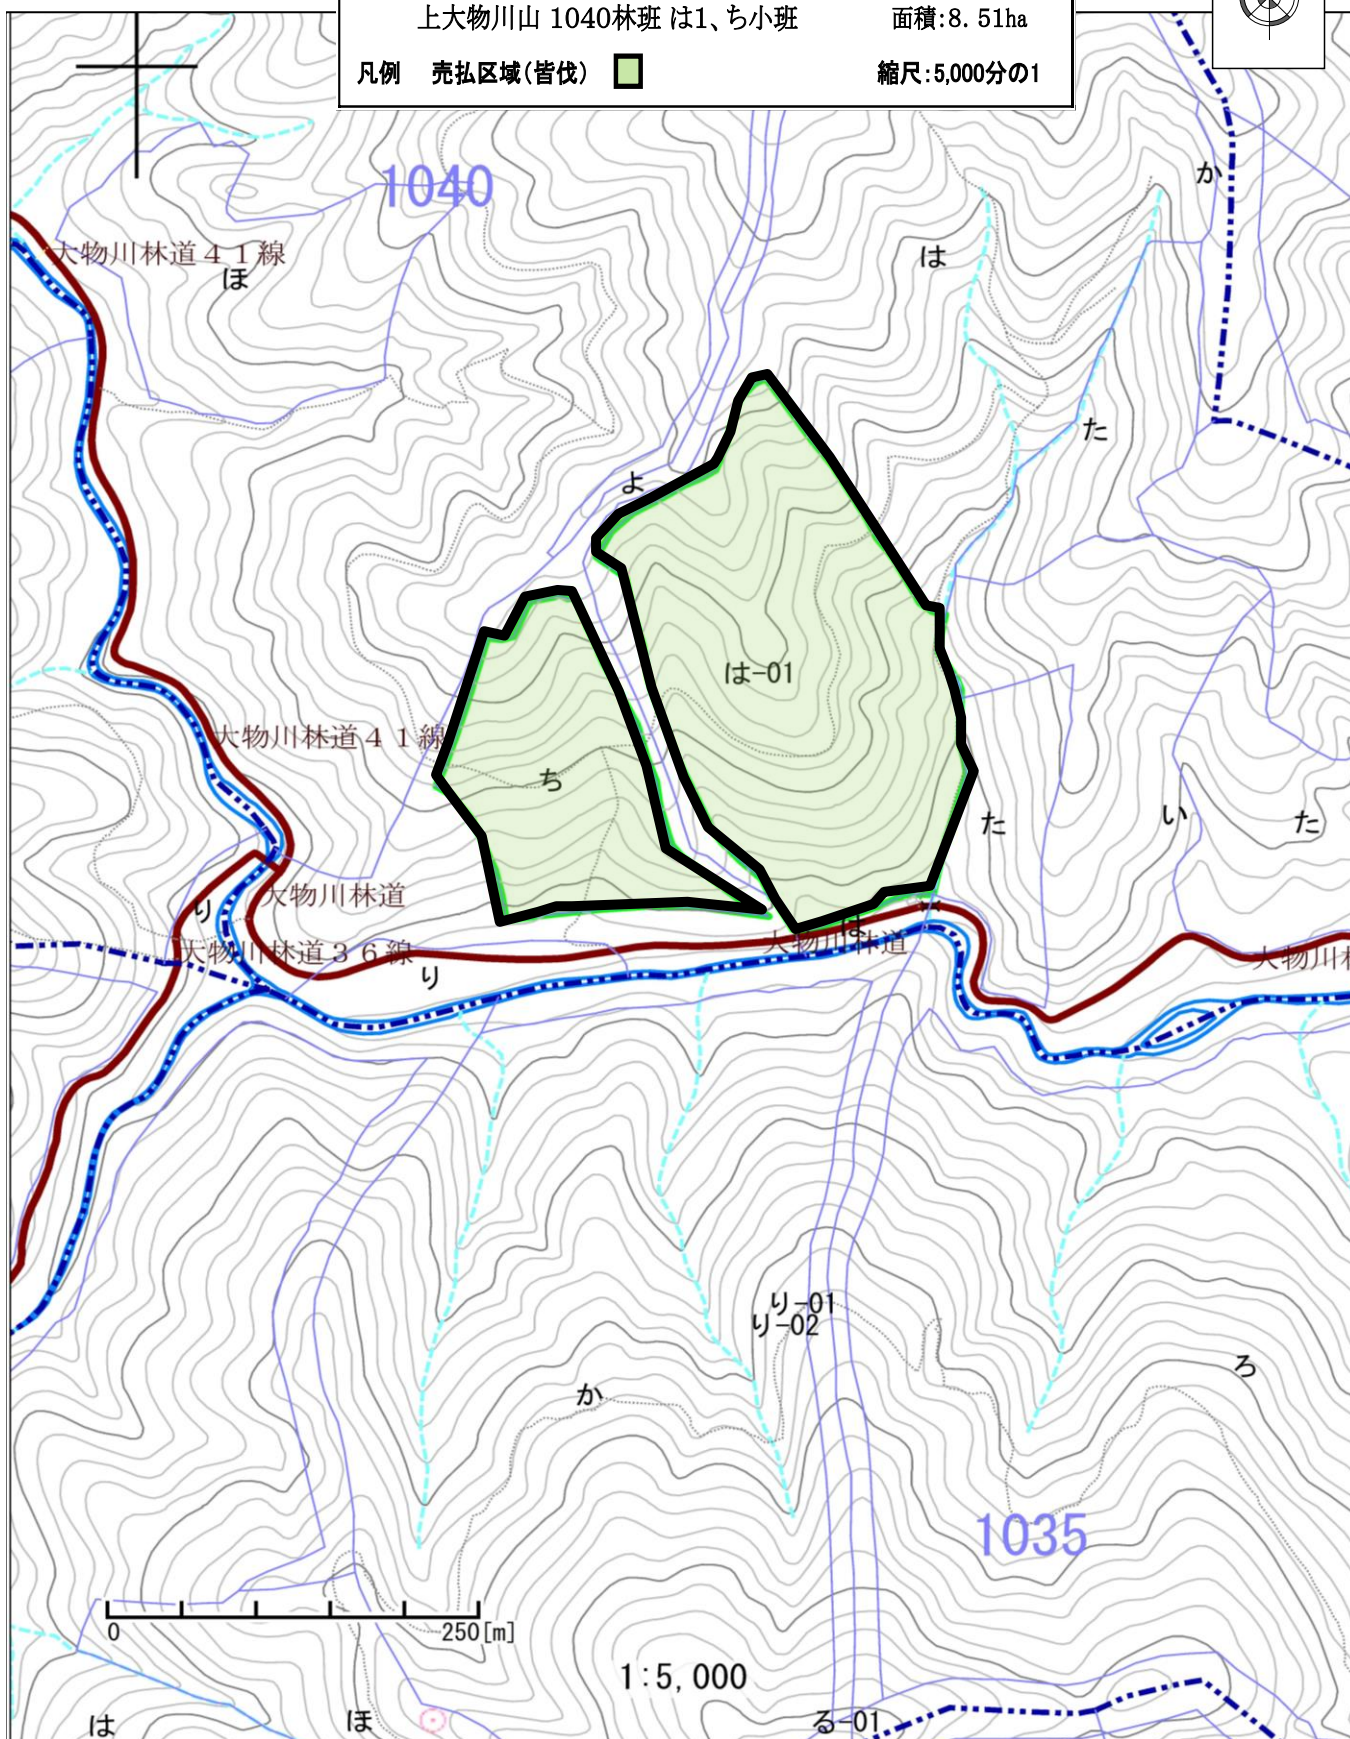 上大物川山 1040林班 は1、ち小班 面積:8.51ha
凡例 売払区域(皆伐) 縮尺:5,000分の1
1040
か
大物川林道41線
ほ
は
た
よ
は-01
大物川林道41線
ち
た
い
た
大物川林道
り
は
大物川林道36線
大物川林道
り
り-01
り-02
か
ろ
1035
0 250[m]
1:5,000
は
ほ
る-01